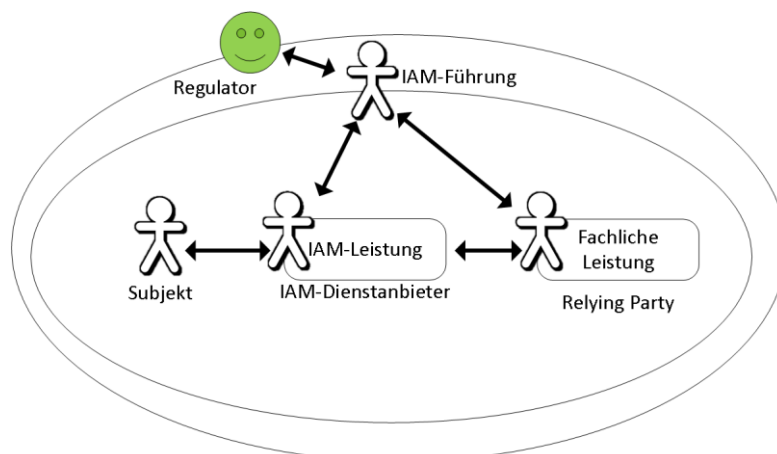 IAM-Führung
Regulator
IAM-Leistung
Fachliche
Leistung
Subjekt
IAM-Dienstanbieter
Relying Party